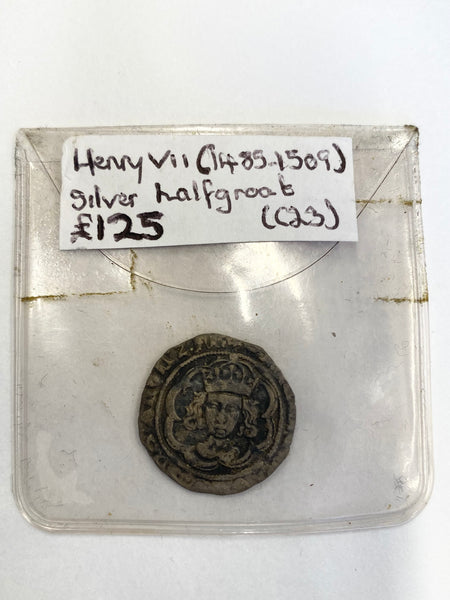 Henry VII (1485-1509)
Silver halfgroat
£125 (C23)